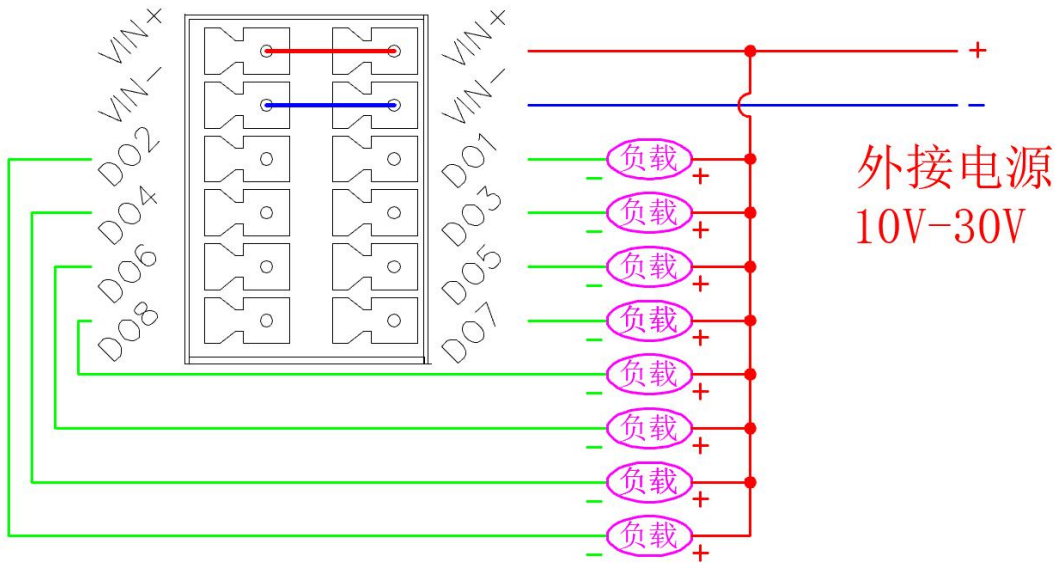 VIN+ VIN+ +
VIN− VIN− −
DO2 DO1 − 负载 +
DO4 DO3 − 负载 +
DO6 DO5 − 负载 +
DO8 DO7 − 负载 +
− 负载 +
− 负载 +
− 负载 +
− 负载 +
外接电源
10V-30V